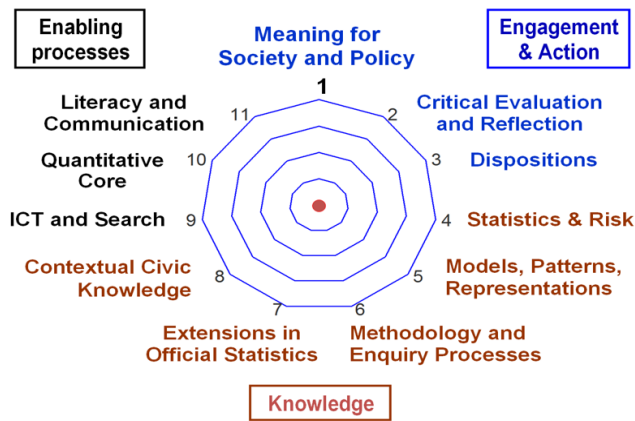 Enabling
processes
Meaning for
Society and Policy
Engagement
& Action
1
Literacy and
Communication
11
2
Critical Evaluation
and Reflection
Quantitative
Core
10
3
Dispositions
ICT and Search
9
4
Statistics & Risk
Contextual Civic
Knowledge
8
5
Models, Patterns,
Representations
7
6
Extensions in
Official Statistics
Methodology and
Enquiry Processes
Knowledge